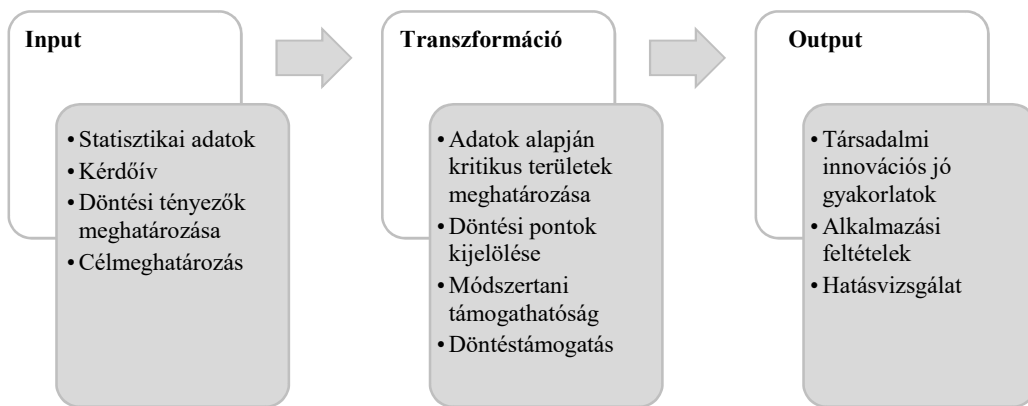 Input
• Statisztikai adatok
• Kérdőív
• Döntési tényezők
meghatározása
• Célmeghatározás
Transzformáció
• Adatok alapján
kritikus területek
meghatározása
• Döntési pontok
kijelölése
• Módszertani
támogathatóság
• Döntéstámogatás
Output
• Társadalmi
innovációs jó
gyakorlatok
• Alkalmazási
feltételek
• Hatásvizsgálat